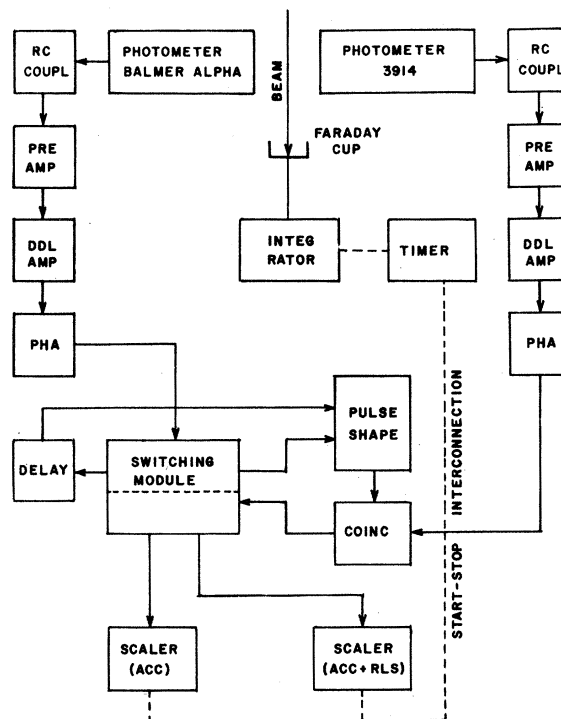 RC
COUPL
PHOTOMETER
BALMER ALPHA
BEAM
PHOTOMETER
3914
RC
COUPL
FARADAY
CUP
PRE
AMP
PRE
AMP
DDL
AMP
INTEG
RATOR
TIMER
DDL
AMP
PHA
PHA
PULSE
SHAPE
DELAY
SWITCHING
MODULE
COINC
START-STOP INTERCONNECTION
SCALER
(ACC)
SCALER
(ACC+RLS)